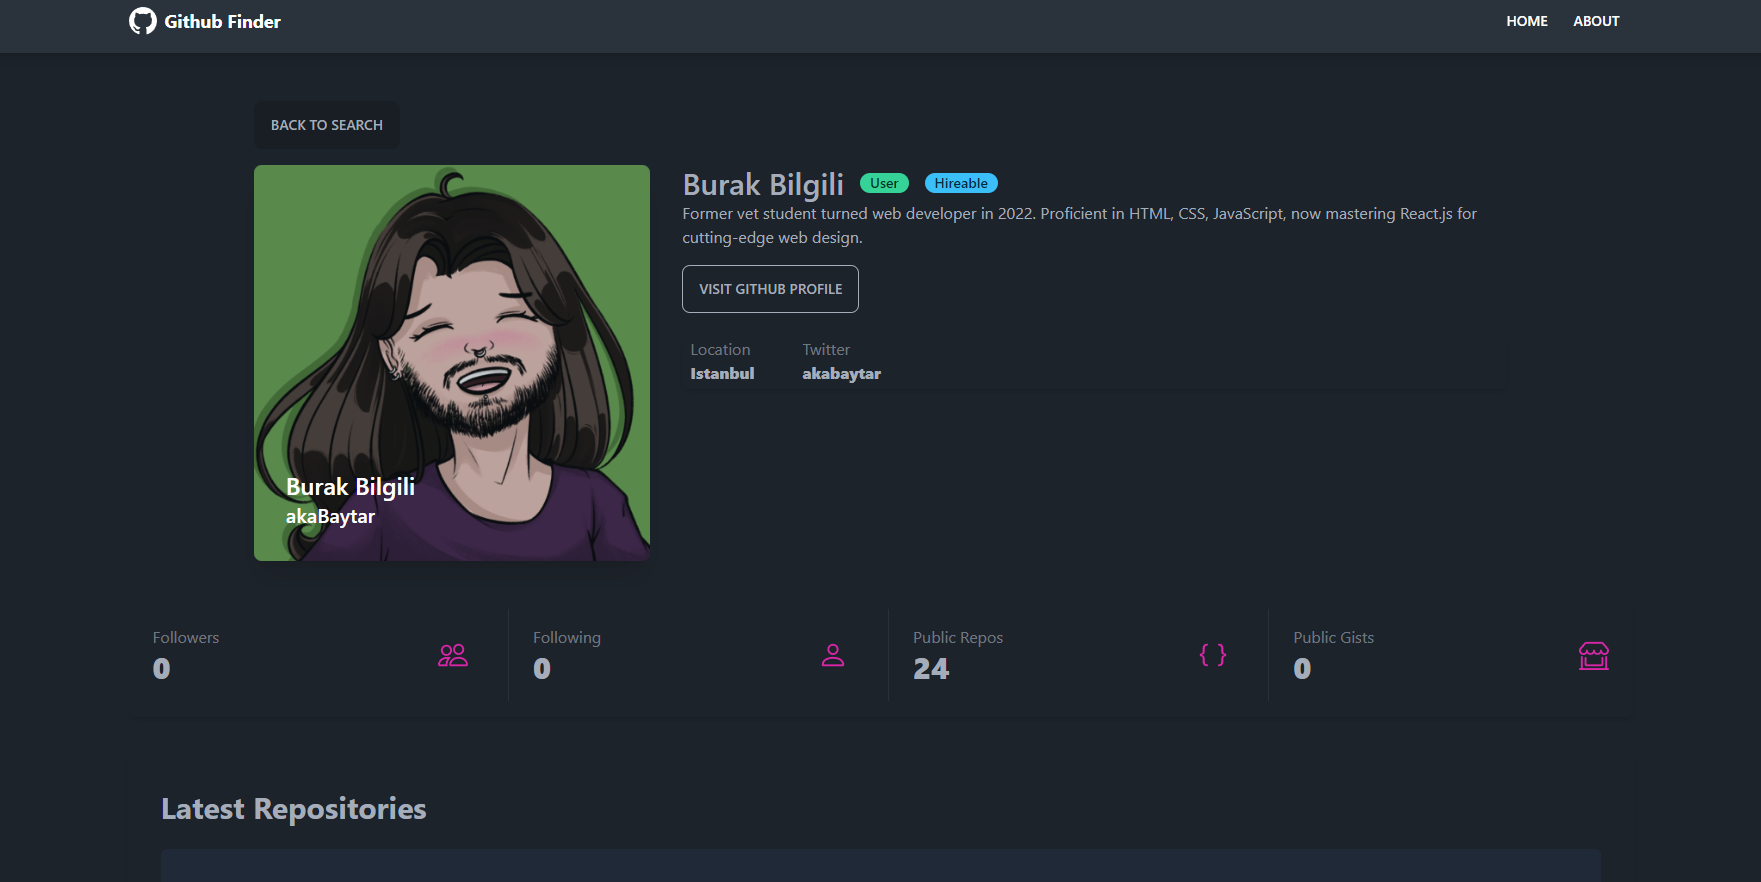 Github Finder
HOME
ABOUT
BACK TO SEARCH
Burak Bilgili
akaBaytar
Burak Bilgili
User
Hireable
Former vet student turned web developer in 2022. Proficient in HTML, CSS, JavaScript, now mastering React.js for
cutting-edge web design.
VISIT GITHUB PROFILE
Location
Istanbul
Twitter
akabaytar
Followers
0
Following
0
Public Repos
24
Public Gists
0
Latest Repositories